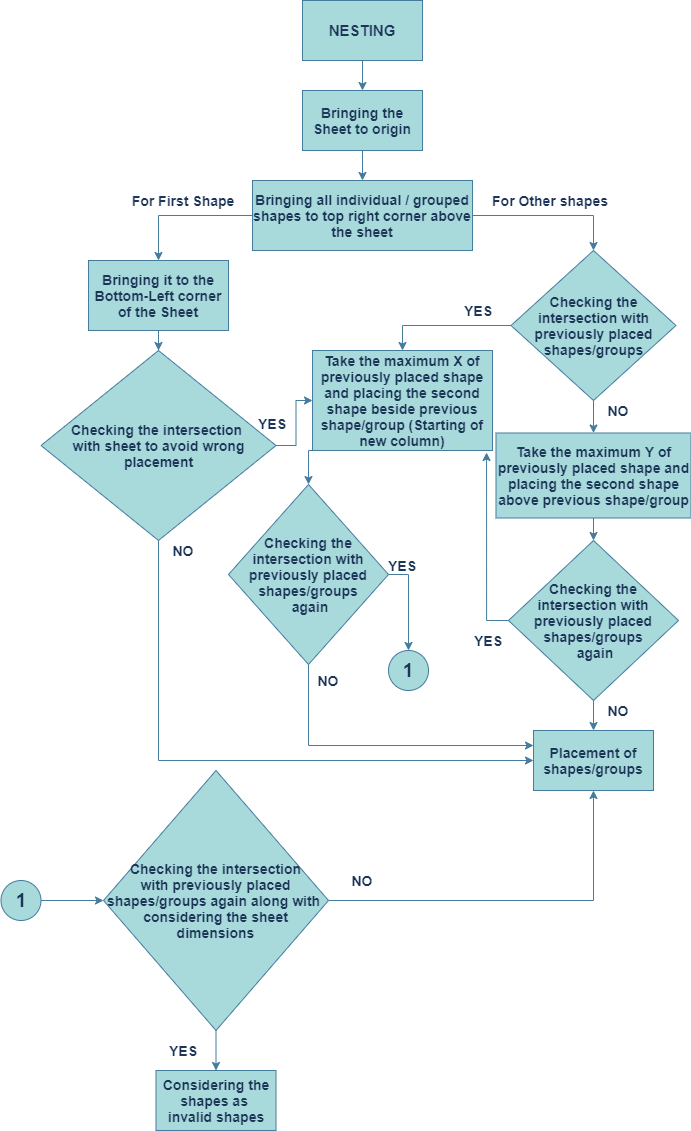 NESTING
Bringing the
Sheet to origin
For First Shape
Bringing all individual / grouped
shapes to top right corner above
the sheet
For Other shapes
Bringing it to the
Bottom-Left corner
of the Sheet
Checking the
intersection with
previously placed
shapes/groups
YES
NO
Take the maximum X of
previously placed shape
and placing the second
shape beside previous
shape/group (Starting of
new column)
Checking the intersection
with sheet to avoid wrong
placement
YES
NO
Take the maximum Y of
previously placed shape and
placing the second shape
above previous shape/group
Checking the
intersection with
previously placed
shapes/groups
again
YES
NO
1
Checking the
intersection with
previously placed
shapes/groups
again
YES
NO
Placement of
shapes/groups
1
Checking the intersection
with previously placed
shapes/groups again along with
considering the sheet
dimensions
NO
YES
Considering the
shapes as
invalid shapes